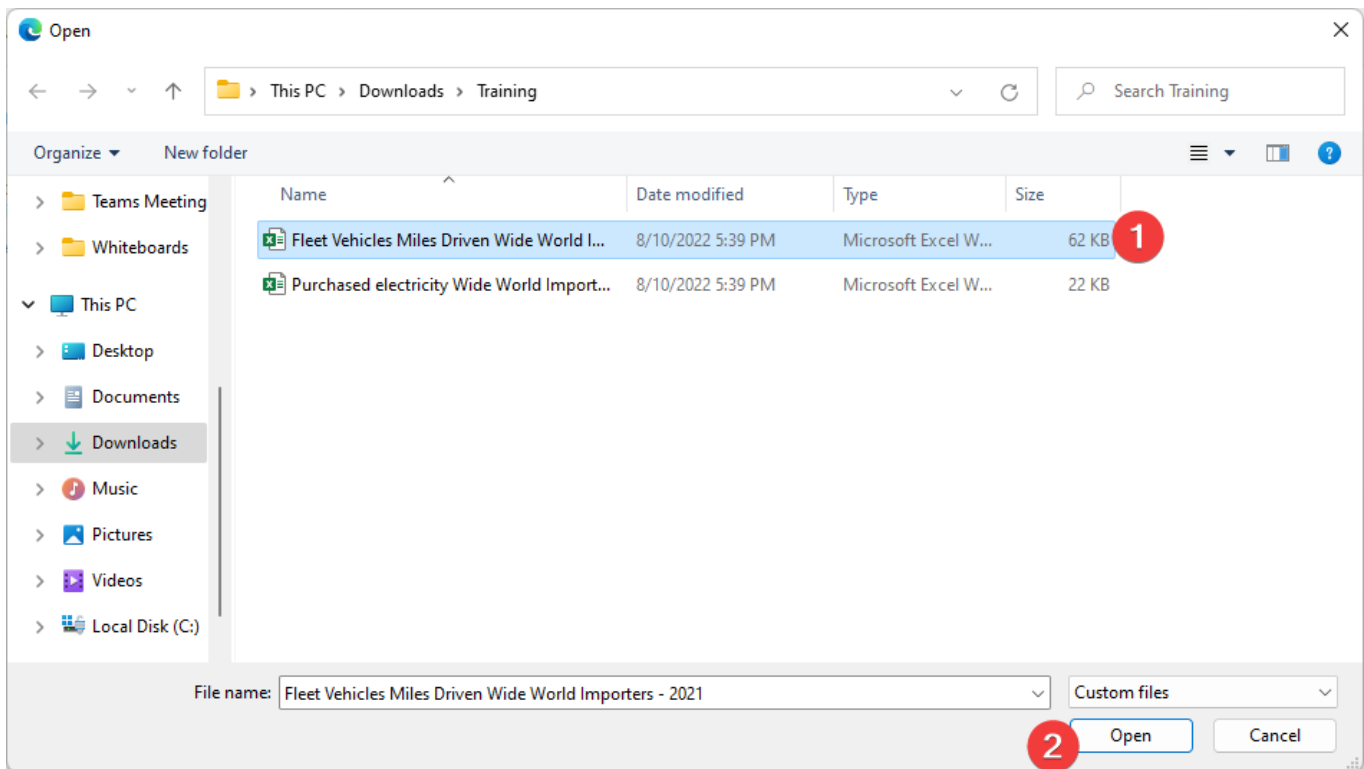 Open
This PC > Downloads > Training
Search Training
Organize
New folder
Name
Date modified
Type
Size
Fleet Vehicles Miles Driven Wide World I... 8/10/2022 5:39 PM Microsoft Excel W... 62 KB
1
Purchased electricity Wide World Import... 8/10/2022 5:39 PM Microsoft Excel W... 22 KB
Teams Meeting
Whiteboards
This PC
Desktop
Documents
Downloads
Music
Pictures
Videos
Local Disk (C:)
File name: Fleet Vehicles Miles Driven Wide World Importers - 2021
Custom files
2
Open
Cancel